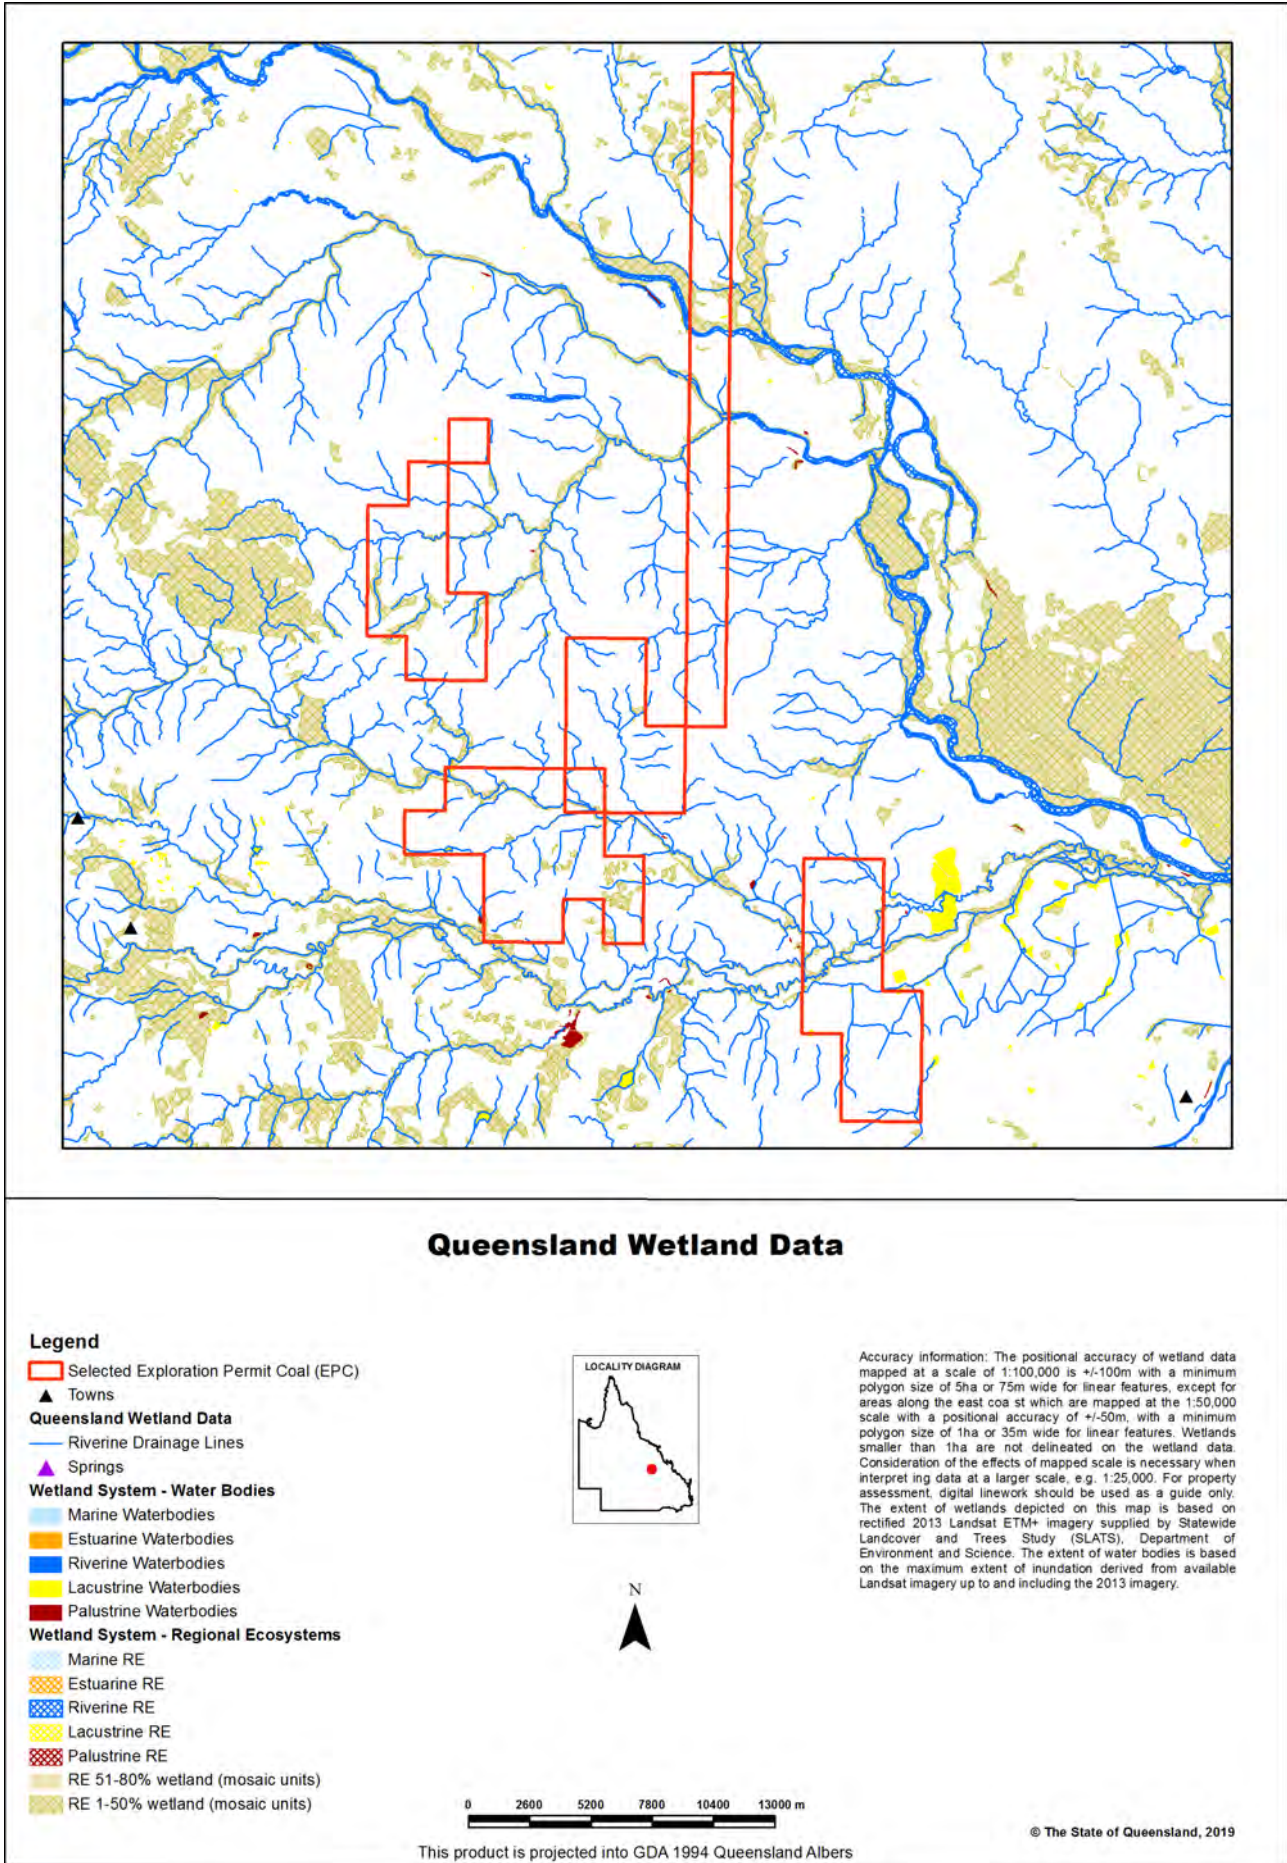 Queensland Wetland Data
Legend
Selected Exploration Permit Coal (EPC)
Towns
Queensland Wetland Data
Riverine Drainage Lines
Springs
Wetland System - Water Bodies
Marine Waterbodies
Estuarine Waterbodies
Riverine Waterbodies
Lacustrine Waterbodies
Palustrine Waterbodies
Wetland System - Regional Ecosystems
Marine RE
Estuarine RE
Riverine RE
Lacustrine RE
Palustrine RE
RE 51-80% wetland (mosaic units)
RE 1-50% wetland (mosaic units)
LOCALITY DIAGRAM
N
0 2600 5200 7800 10400 13000 m
This product is projected into GDA 1994 Queensland Albers
Accuracy information: The positional accuracy of wetland data
mapped at a scale of 1:100,000 is +/-100m with a minimum
polygon size of 5ha or 75m wide for linear features, except for
areas along the east coa st which are mapped at the 1:50,000
scale with a positional accuracy of +/-50m, with a minimum
polygon size of 1ha or 35m wide for linear features. Wetlands
smaller than 1ha are not delineated on the wetland data.
Consideration of the effects of mapped scale is necessary when
interpret ing data at a larger scale, e.g. 1:25,000. For property
assessment, digital linework should be used as a guide only.
The extent of wetlands depicted on this map is based on
rectified 2013 Landsat ETM+ imagery supplied by Statewide
Landcover and Trees Study (SLATS), Department of
Environment and Science. The extent of water bodies is based
on the maximum extent of inundation derived from available
Landsat imagery up to and including the 2013 imagery.
© The State of Queensland, 2019